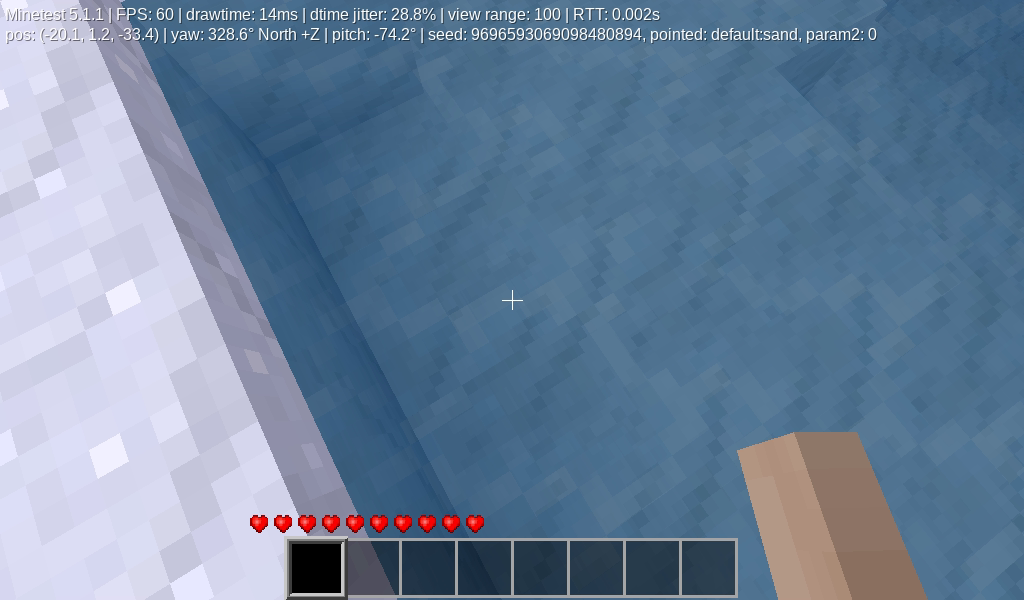 Minetest 5.1.1 | FPS: 60 | drawtime: 14ms | dtime jitter: 28.8% | view range: 100 | RTT: 0.002s
pos: (-20.1, 1.2, -33.4) | yaw: 328.6° North +Z | pitch: -74.2° | seed: 9696593069098480894, pointed: default:sand, param2: 0